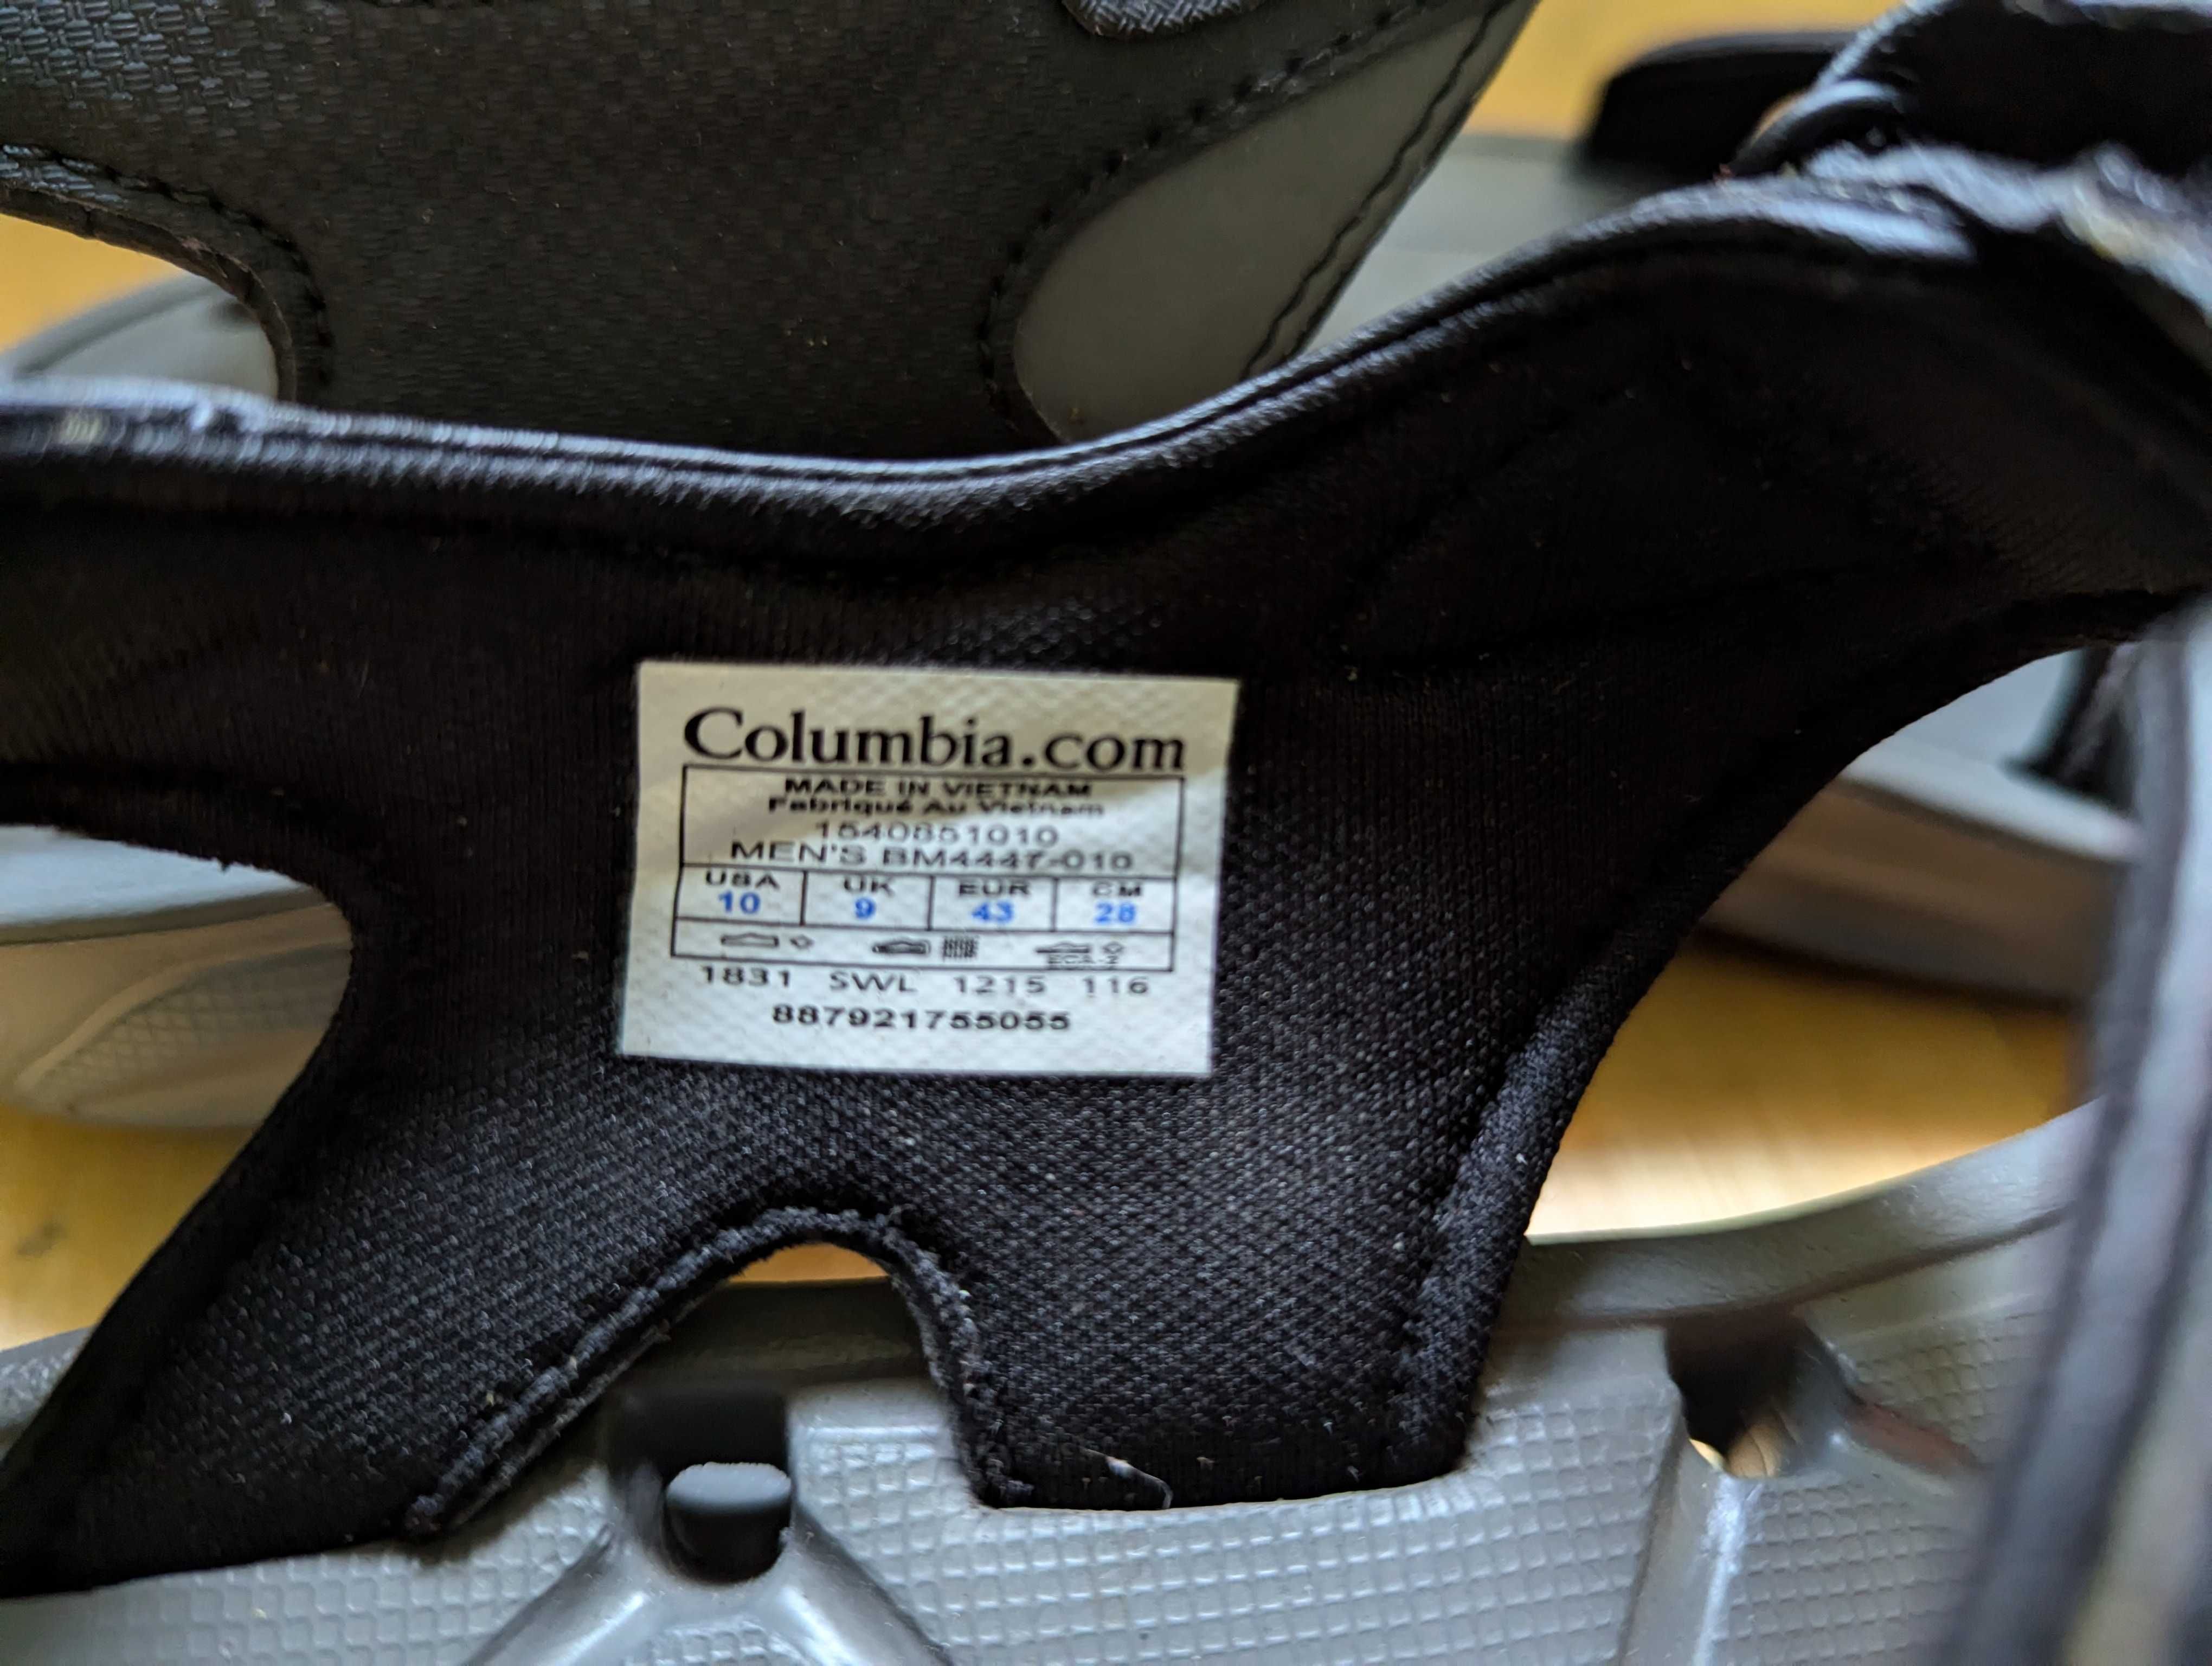 Columbia.com
MADE IN VIETNAM
Fabriqué Au Vietnam
1540851010
MEN'S BM4447-010
USA UK EUR CM
10 9 43 28
1831 SWL 1215 116
887921755055